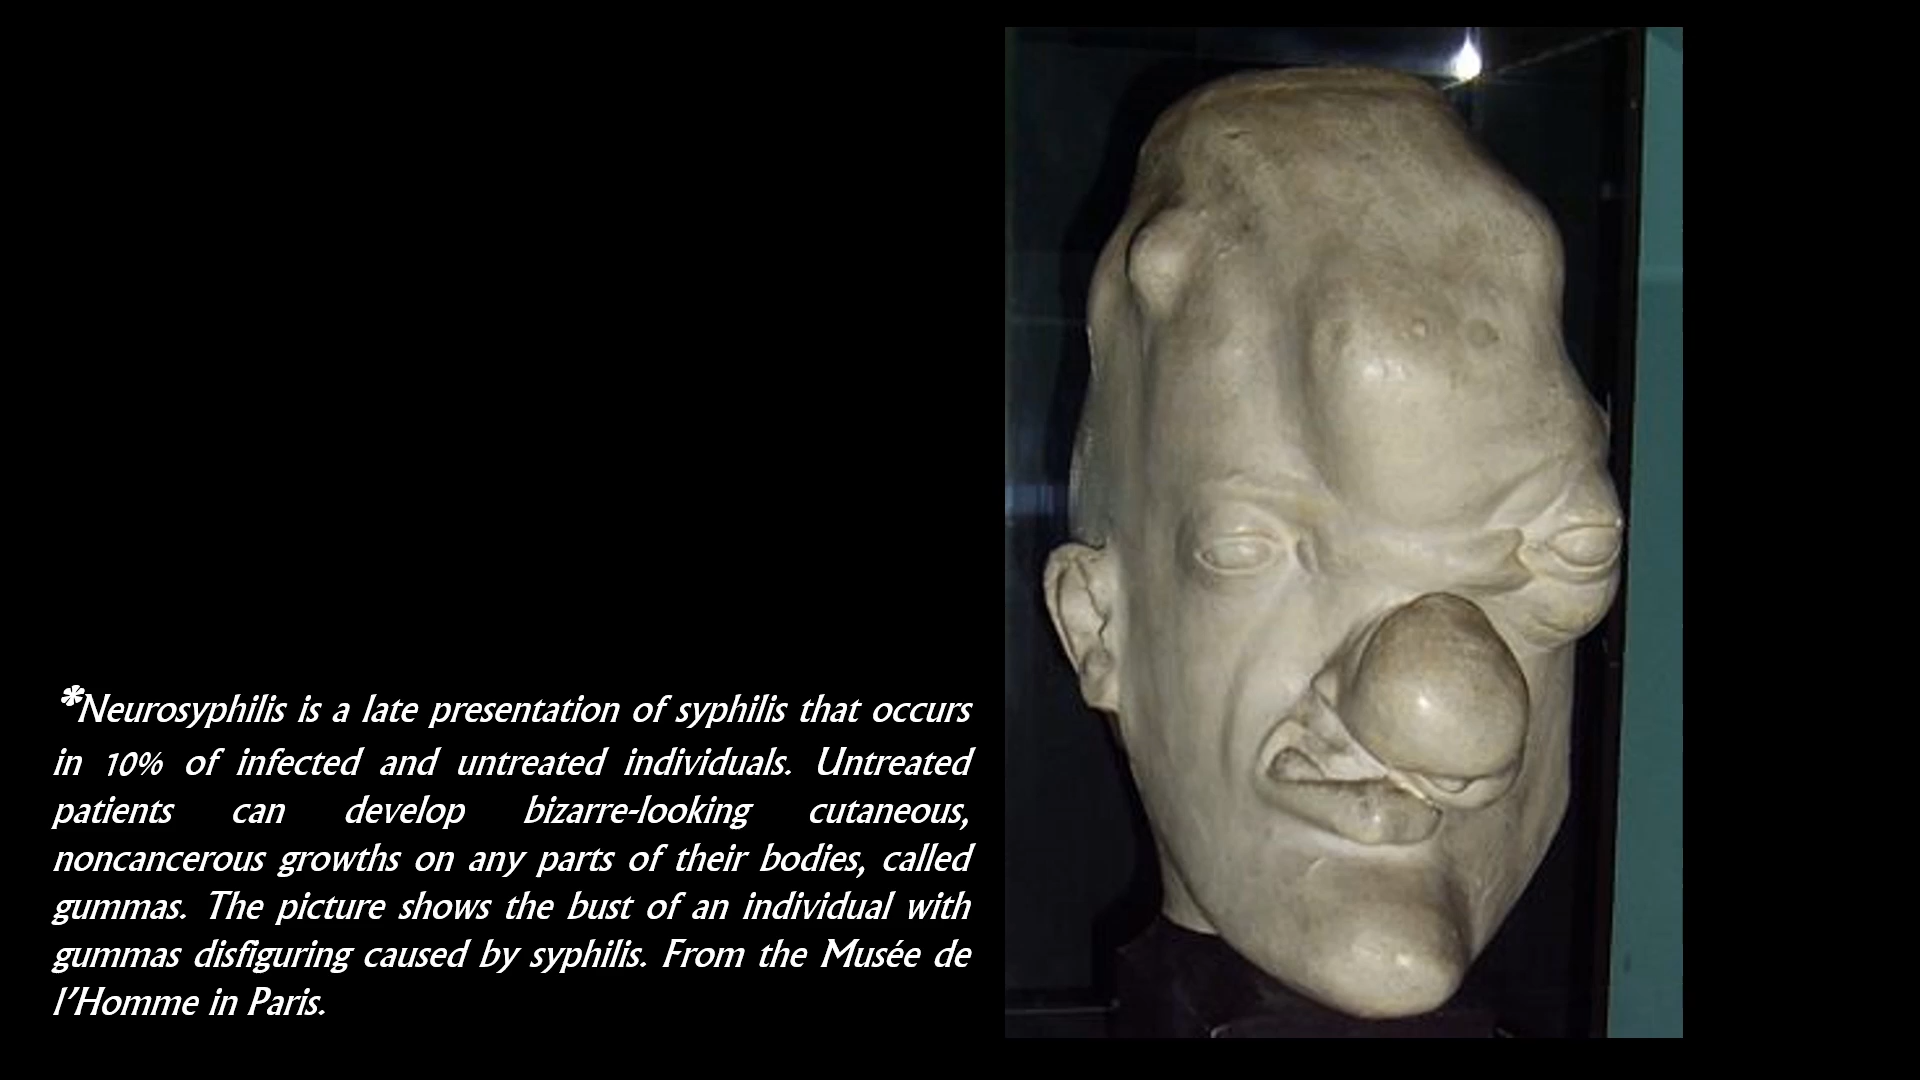 *Neurosyphilis is a late presentation of syphilis that occurs
in 10% of infected and untreated individuals. Untreated
patients can develop bizarre-looking cutaneous,
noncancerous growths on any parts of their bodies, called
gummas. The picture shows the bust of an individual with
gummas disfiguring caused by syphilis. From the Musée de
l’Homme in Paris.